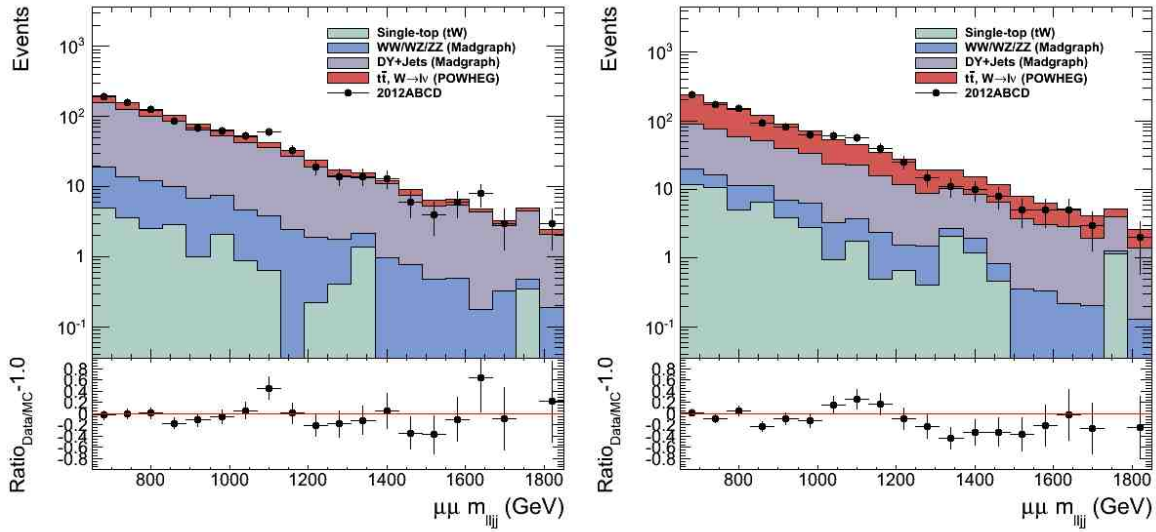 Events
10³
10²
10
1
10⁻¹
Single-top (tW)
WW/WZ/ZZ (Madgraph)
DY+Jets (Madgraph)
tt̄, W→lν (POWHEG)
2012ABCD
Ratio_Data/MC-1.0
0.8
0.6
0.4
0.2
0
-0.2
-0.4
-0.6
-0.8
800 1000 1200 1400 1600 1800
μμ m_lljj (GeV)
Events
10³
10²
10
1
10⁻¹
Single-top (tW)
WW/WZ/ZZ (Madgraph)
DY+Jets (Madgraph)
tt̄, W→lν (POWHEG)
2012ABCD
Ratio_Data/MC-1.0
0.8
0.6
0.4
0.2
0
-0.2
-0.4
-0.6
-0.8
800 1000 1200 1400 1600 1800
μμ m_lljj (GeV)